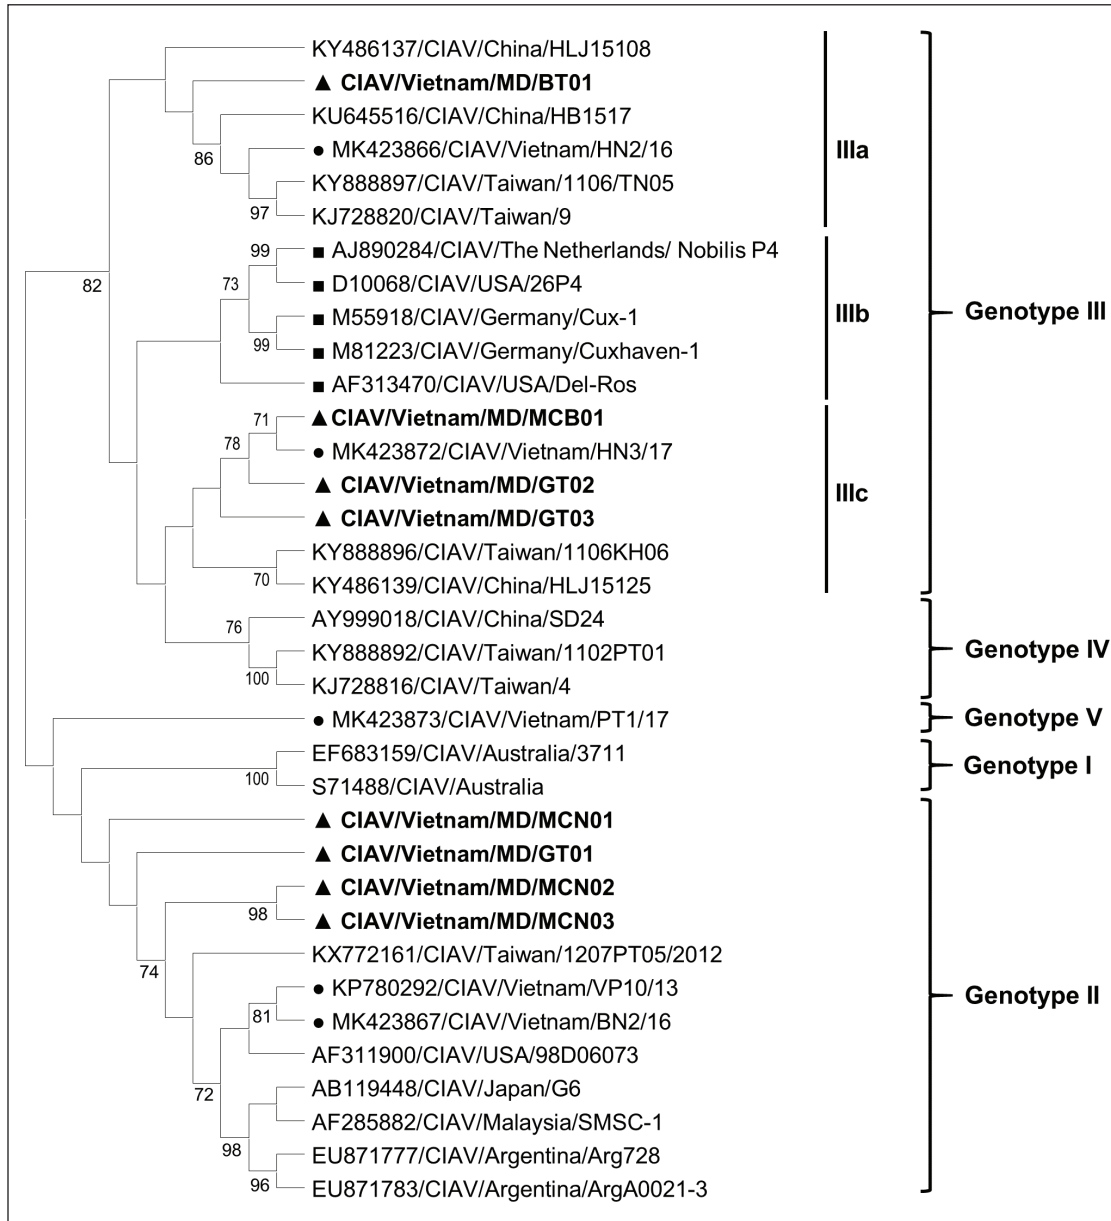 KY486137/CIAV/China/HLJ15108
▲ CIAV/Vietnam/MD/BT01
KU645516/CIAV/China/HB1517
86
● MK423866/CIAV/Vietnam/HN2/16
IIIa
KY888897/CIAV/Taiwan/1106/TN05
97
KJ728820/CIAV/Taiwan/9
99
■ AJ890284/CIAV/The Netherlands/ Nobilis P4
82
73
■ D10068/CIAV/USA/26P4
■ M55918/CIAV/Germany/Cux-1
IIIb
Genotype III
99
■ M81223/CIAV/Germany/Cuxhaven-1
■ AF313470/CIAV/USA/Del-Ros
71
▲CIAV/Vietnam/MD/MCB01
78
● MK423872/CIAV/Vietnam/HN3/17
▲ CIAV/Vietnam/MD/GT02
IIIc
▲ CIAV/Vietnam/MD/GT03
KY888896/CIAV/Taiwan/1106KH06
70
KY486139/CIAV/China/HLJ15125
76
AY999018/CIAV/China/SD24
KY888892/CIAV/Taiwan/1102PT01
Genotype IV
100
KJ728816/CIAV/Taiwan/4
● MK423873/CIAV/Vietnam/PT1/17
Genotype V
EF683159/CIAV/Australia/3711
Genotype I
100
S71488/CIAV/Australia
▲ CIAV/Vietnam/MD/MCN01
▲ CIAV/Vietnam/MD/GT01
▲ CIAV/Vietnam/MD/MCN02
98
▲ CIAV/Vietnam/MD/MCN03
74
KX772161/CIAV/Taiwan/1207PT05/2012
● KP780292/CIAV/Vietnam/VP10/13
Genotype II
81
● MK423867/CIAV/Vietnam/BN2/16
AF311900/CIAV/USA/98D06073
72
AB119448/CIAV/Japan/G6
AF285882/CIAV/Malaysia/SMSC-1
98
EU871777/CIAV/Argentina/Arg728
96
EU871783/CIAV/Argentina/ArgA0021-3